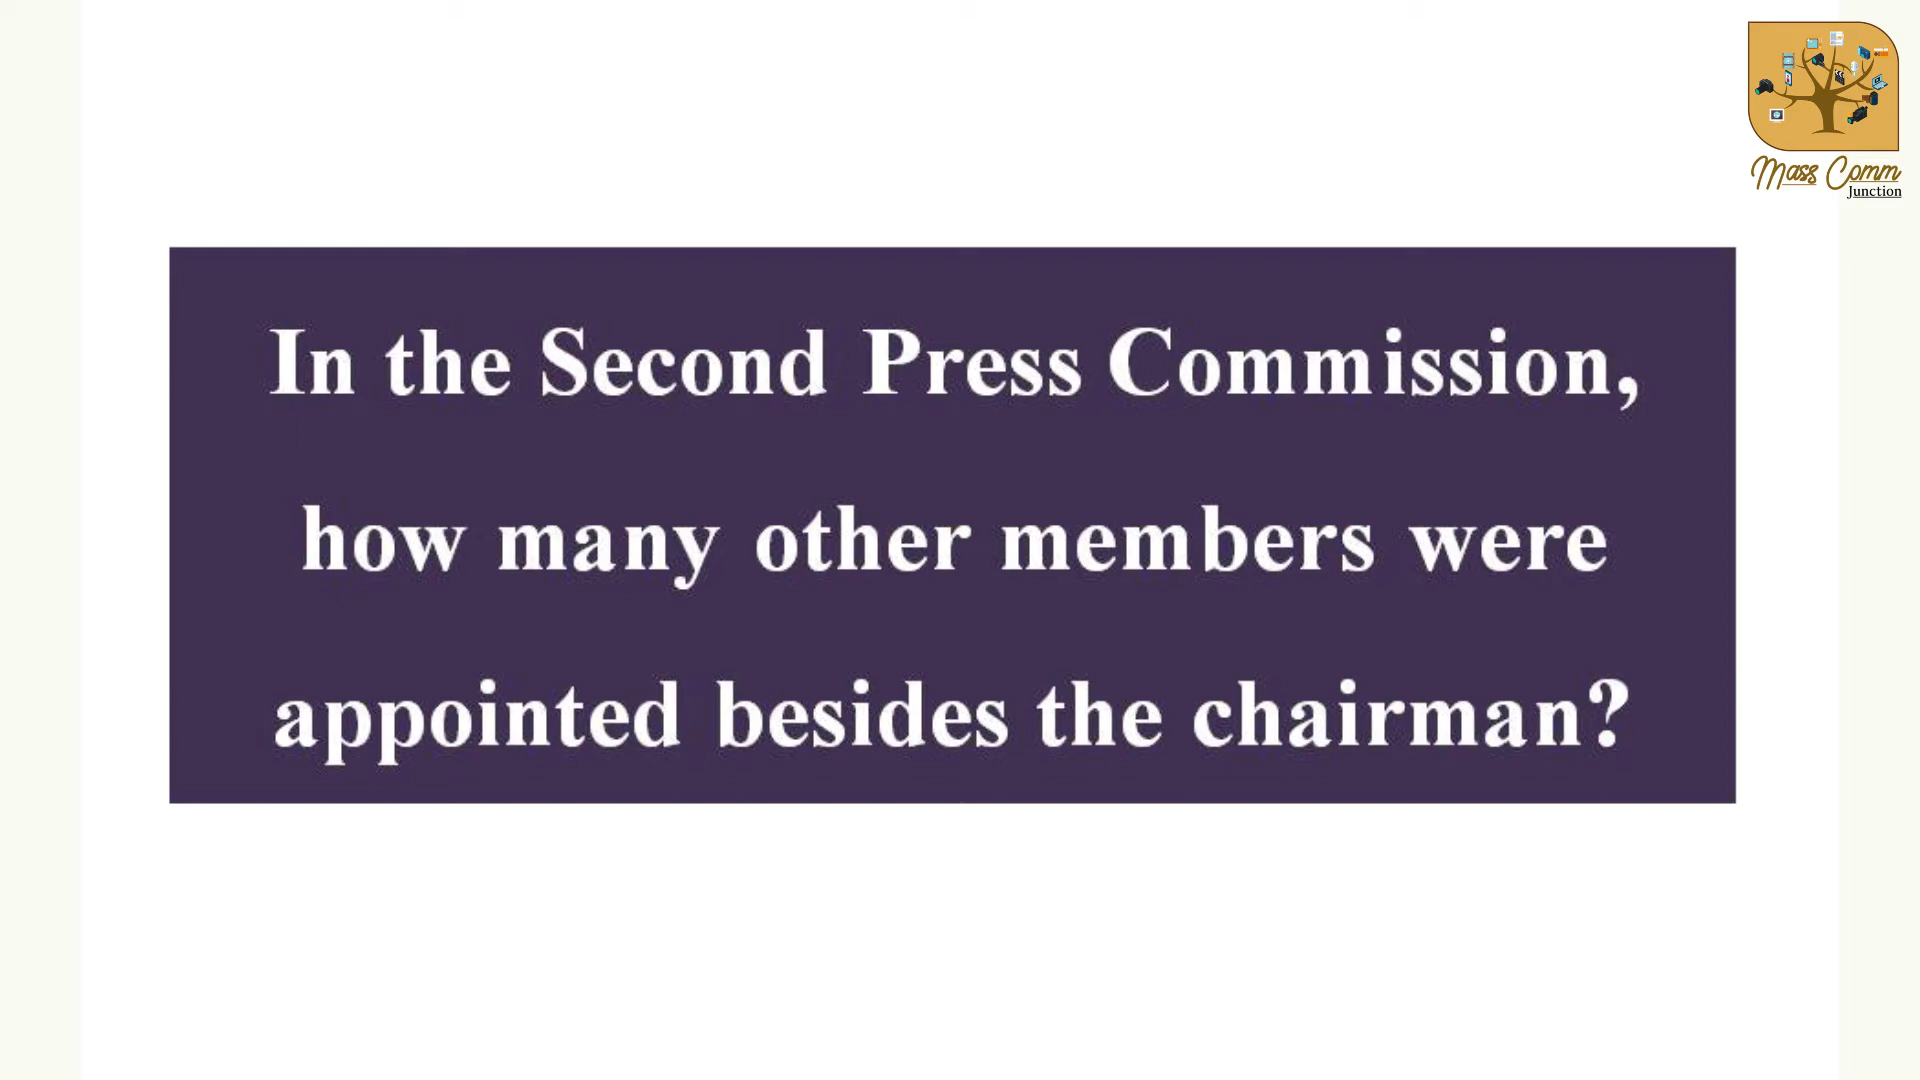 Mass Comm
Junction
In the Second Press Commission,
how many other members were
appointed besides the chairman?